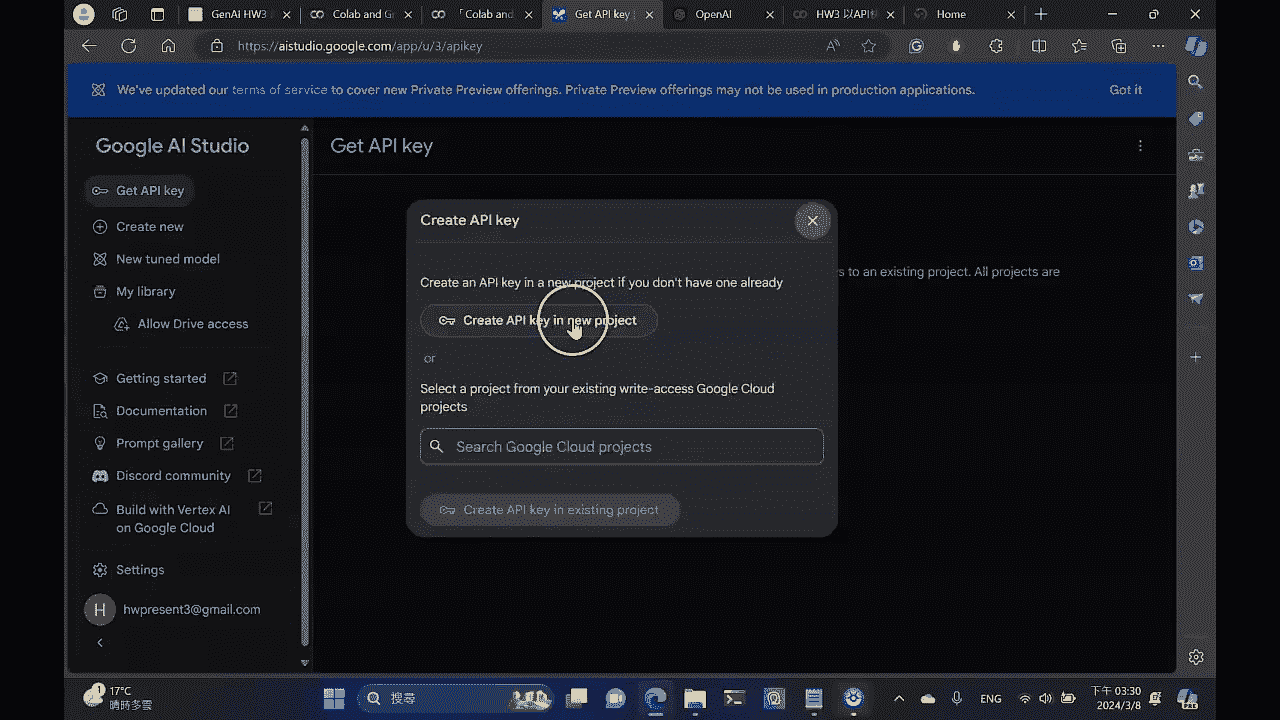 GenAI HW3
Colab and Gr
「Colab and
Get API key
OpenAI
HW3 以API
Home
https://aistudio.google.com/app/u/3/apikey
We've updated our terms of service to cover new Private Preview offerings. Private Preview offerings may not be used in production applications.
Got it
Google AI Studio
Get API key
Get API key
Create new
New tuned model
My library
Allow Drive access
Getting started
Documentation
Prompt gallery
Discord community
Build with Vertex AI
on Google Cloud
Settings
H
hwpresent3@gmail.com
Create API key
s to an existing project. All projects are
Create an API key in a new project if you don't have one already
Create API key in new project
or
Select a project from your existing write-access Google Cloud
projects
Search Google Cloud projects
Create API key in existing project
17°C
晴時多雲
搜尋
ENG
下午 03:30
2024/3/8